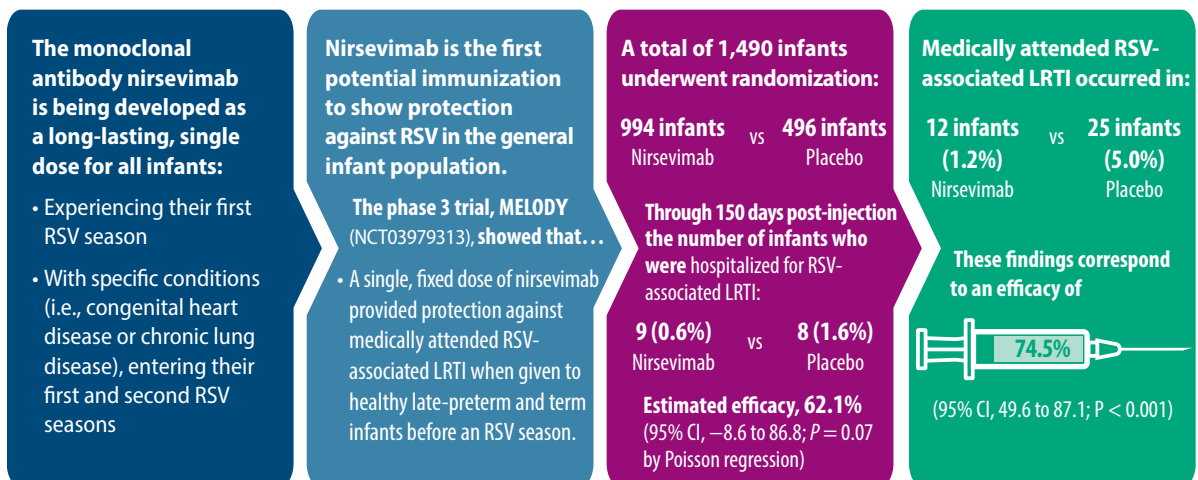 The monoclonal
antibody nirsevimab
is being developed as
a long-lasting, single
dose for all infants:
• Experiencing their first
RSV season
• With specific conditions
(i.e., congenital heart
disease or chronic lung
disease), entering their
first and second RSV
seasons
Nirsevimab is the first
potential immunization
to show protection
against RSV in the general
infant population.
The phase 3 trial, MELODY
(NCT03979313), showed that…
• A single, fixed dose of nirsevimab
provided protection against
medically attended RSV-
associated LRTI when given to
healthy late-preterm and term
infants before an RSV season.
A total of 1,490 infants
underwent randomization:
994 infants vs 496 infants
Nirsevimab Placebo
Through 150 days post-injection
the number of infants who
were hospitalized for RSV-
associated LRTI:
9 (0.6%) vs 8 (1.6%)
Nirsevimab Placebo
Estimated efficacy, 62.1%
(95% CI, −8.6 to 86.8; P = 0.07
by Poisson regression)
Medically attended RSV-
associated LRTI occurred in:
12 infants vs 25 infants
(1.2%) (5.0%)
Nirsevimab Placebo
These findings correspond
to an efficacy of
74.5%
(95% CI, 49.6 to 87.1; P < 0.001)